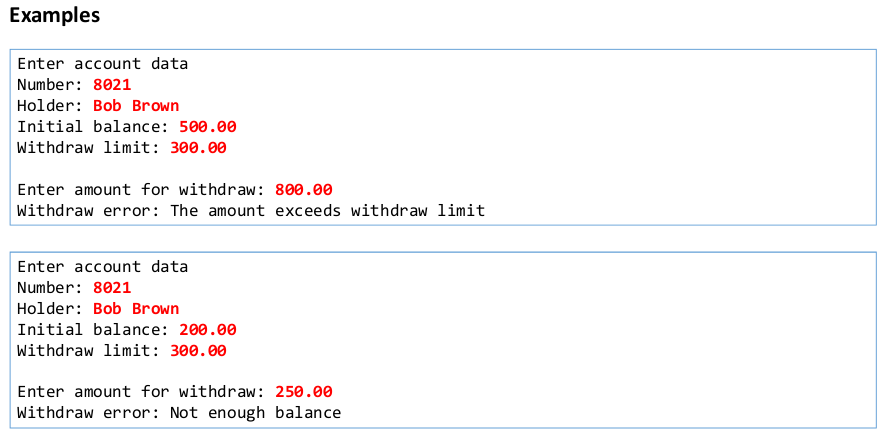 Examples
Enter account data
Number: 8021
Holder: Bob Brown
Initial balance: 500.00
Withdraw limit: 300.00
Enter amount for withdraw: 800.00
Withdraw error: The amount exceeds withdraw limit
Enter account data
Number: 8021
Holder: Bob Brown
Initial balance: 200.00
Withdraw limit: 300.00
Enter amount for withdraw: 250.00
Withdraw error: Not enough balance